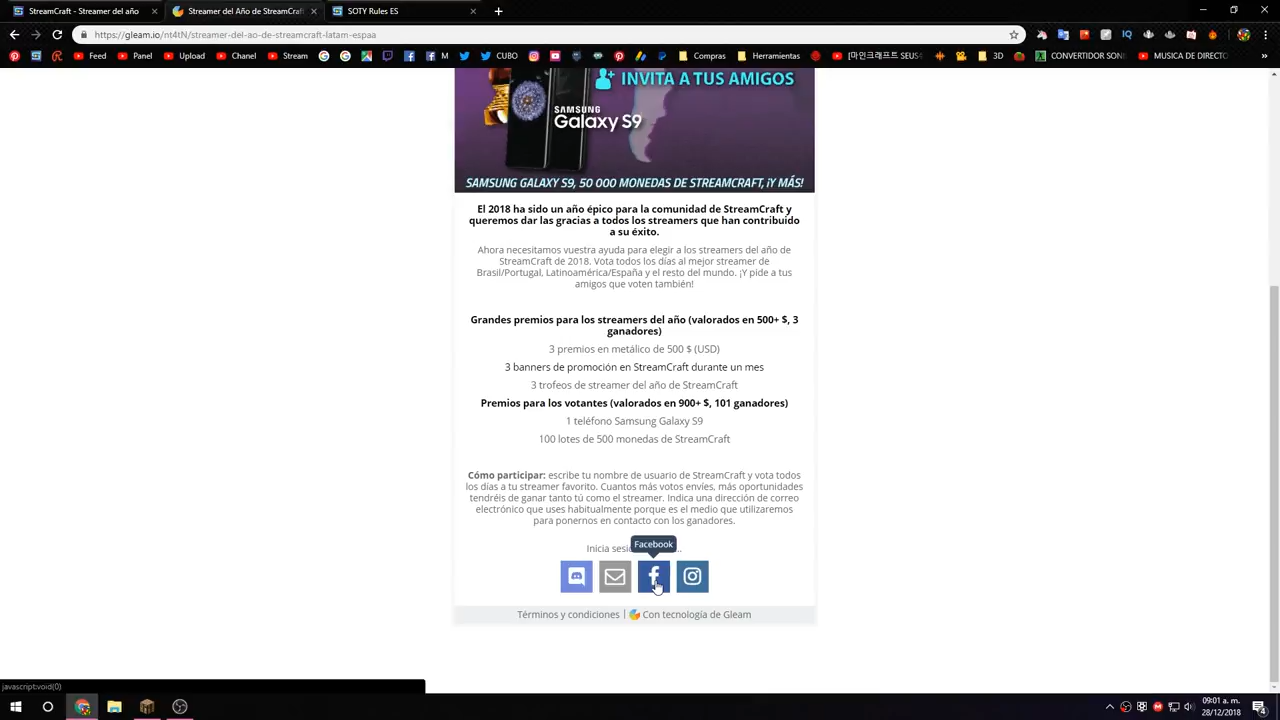 StreamCraft - Streamer del
StreamCraft - Streamer del Año
SOTY Rules ES
https://gleam.io/nt4tN/streamer-del-ao-de-streamcraft-latam-espaa
Feed Panel Upload Chanel Stream M CUBO Compras Herramientas [마인크래프트 SEUS 3D CONVERTIDOR SONI MUSICA DE DIRECTO
INVITA A TUS AMIGOS
SAMSUNG
Galaxy S9
SAMSUNG GALAXY S9, 50 000 MONEDAS DE STREAMCRAFT, ¡Y MÁS!
El 2018 ha sido un año épico para la comunidad de StreamCraft y
queremos dar las gracias a todos los streamers que han contribuido
a su éxito.
Ahora necesitamos vuestra ayuda para elegir a los streamers del año de
StreamCraft de 2018. Vota todos los días al mejor streamer de
Brasil/Portugal, Latinoamérica/España y el resto del mundo. ¡Y pide a tus
amigos que voten también!
Grandes premios para los streamers del año (valorados en 500+ $, 3
ganadores)
3 premios en metálico de 500 $ (USD)
3 banners de promoción en StreamCraft durante un mes
3 trofeos de streamer del año de StreamCraft
Premios para los votantes (valorados en 900+ $, 101 ganadores)
1 teléfono Samsung Galaxy S9
100 lotes de 500 monedas de StreamCraft
Cómo participar: escribe tu nombre de usuario de StreamCraft y vota todos
los días a tu streamer favorito. Cuantos más votos envíes, más oportunidades
tendréis de ganar tanto tú como el streamer. Indica una dirección de correo
electrónico que uses habitualmente porque es el medio que utilizaremos
para ponernos en contacto con los ganadores.
Facebook
Inicia sesi ..
Términos y condiciones | Con tecnología de Gleam
javascript:void(0)
09:01 a. m.
28/12/2018